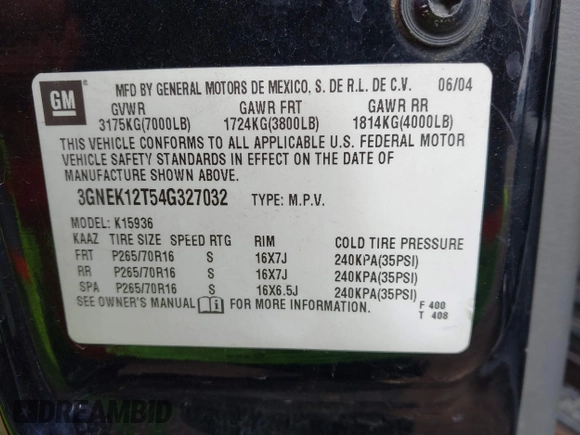 GM
MFD BY GENERAL MOTORS DE MEXICO, S. DE R.L. DE C.V. 06/04
GVWR GAWR FRT GAWR RR
3175KG(7000LB) 1724KG(3800LB) 1814KG(4000LB)
THIS VEHICLE CONFORMS TO ALL APPLICABLE U.S. FEDERAL MOTOR
VEHICLE SAFETY STANDARDS IN EFFECT ON THE DATE OF
MANUFACTURE SHOWN ABOVE.
3GNEK12T54G327032 TYPE: M.P.V.
MODEL: K15936
KAAZ TIRE SIZE SPEED RTG RIM COLD TIRE PRESSURE
FRT P265/70R16 S 16X7J 240KPA(35PSI)
RR P265/70R16 S 16X7J 240KPA(35PSI)
SPA P265/70R16 S 16X6.5J 240KPA(35PSI)
SEE OWNER'S MANUAL FOR MORE INFORMATION. F 400
T 408
DREAMBID